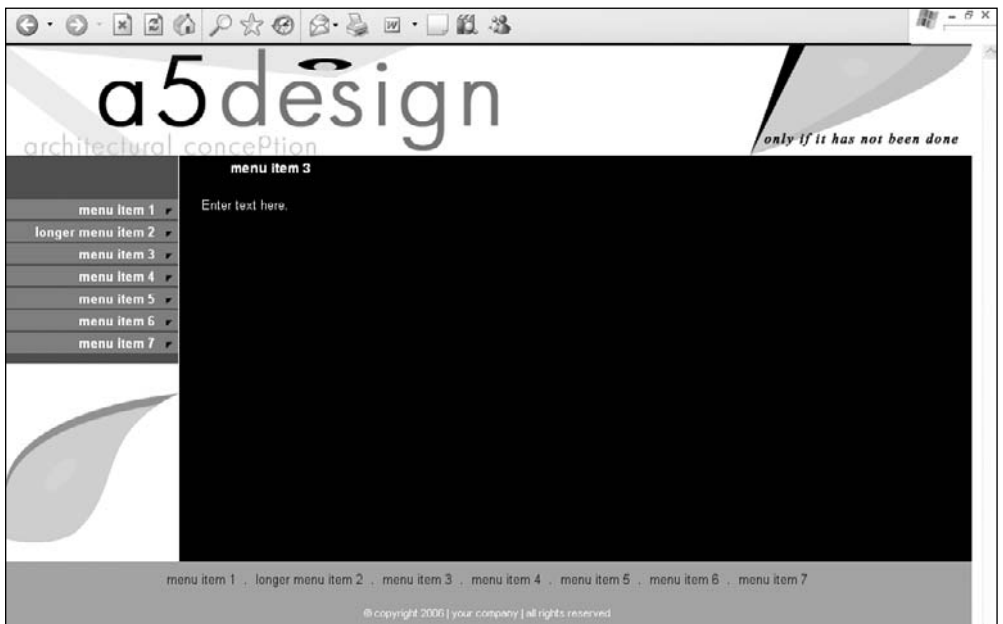 a5design
architectural concePtion
only if it has not been done
menu item 3
Enter text here.
menu item 1
longer menu item 2
menu item 3
menu item 4
menu item 5
menu item 6
menu item 7
menu item 1 . longer menu item 2 . menu item 3 . menu item 4 . menu item 5 . menu item 6 . menu item 7
© copyright 2006 | your company | all rights reserved